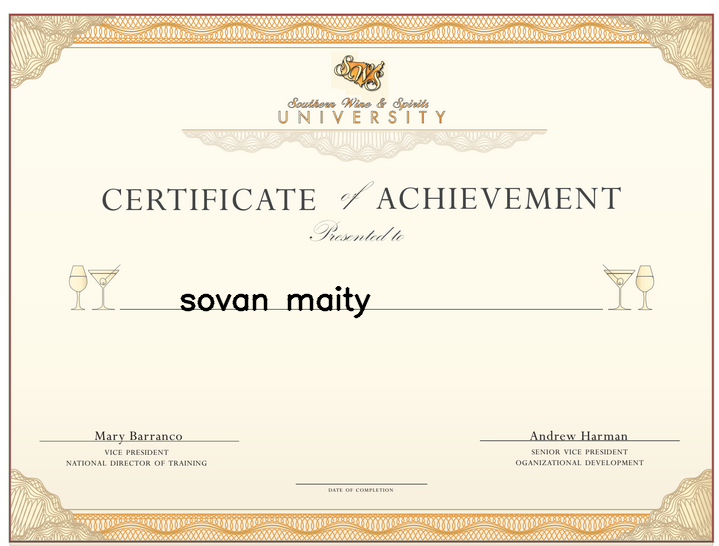 SWS
Southern Wine & Spirits
UNIVERSITY
CERTIFICATE of ACHIEVEMENT
Presented to
sovan maity
Mary Barranco
VICE PRESIDENT
NATIONAL DIRECTOR OF TRAINING
Andrew Harman
SENIOR VICE PRESIDENT
OGANIZATIONAL DEVELOPMENT
DATE OF COMPLETION